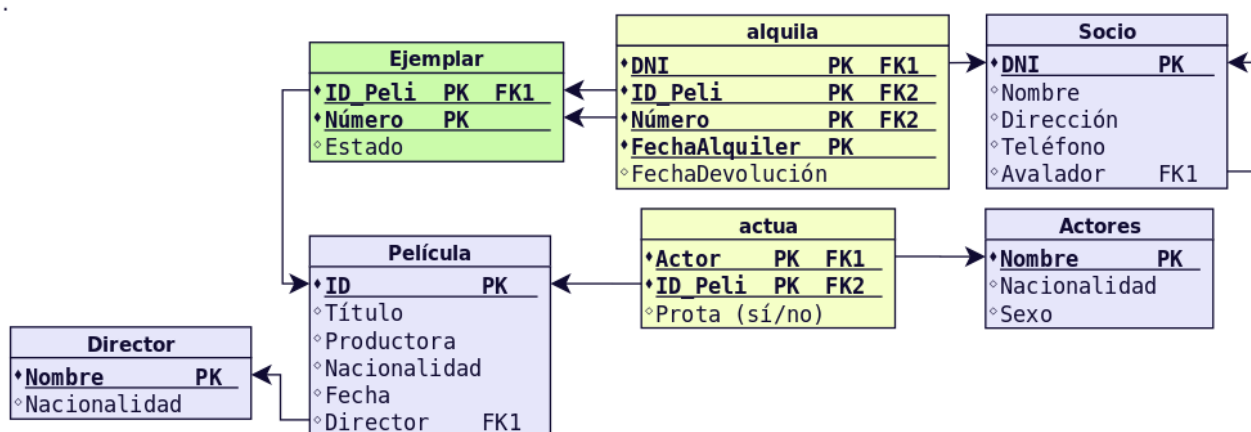 .
Ejemplar
ID_Peli PK FK1
Número PK
Estado
alquila
DNI PK FK1
ID_Peli PK FK2
Número PK FK2
FechaAlquiler PK
FechaDevolución
Socio
DNI PK
Nombre
Dirección
Teléfono
Avalador FK1
Película
ID PK
Título
Productora
Nacionalidad
Fecha
Director FK1
actua
Actor PK FK1
ID_Peli PK FK2
Prota (sí/no)
Actores
Nombre PK
Nacionalidad
Sexo
Director
Nombre PK
Nacionalidad